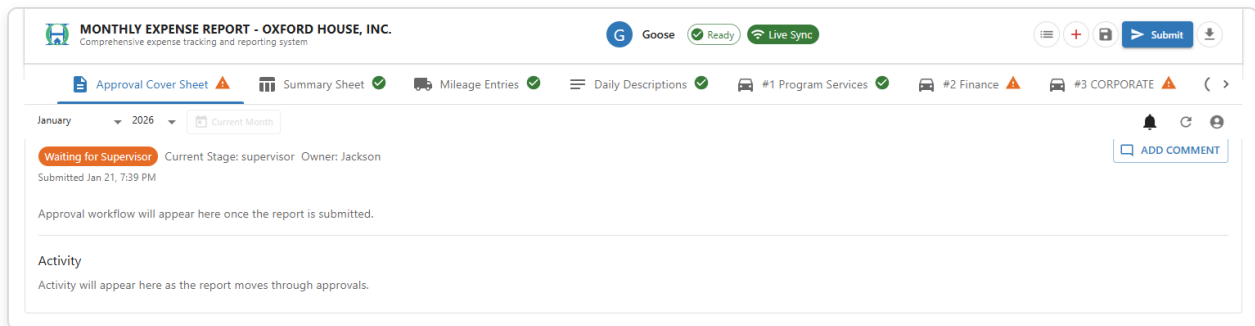 MONTHLY EXPENSE REPORT - OXFORD HOUSE, INC.
Comprehensive expense tracking and reporting system
G Goose Ready Live Sync
Submit
Approval Cover Sheet Summary Sheet Mileage Entries Daily Descriptions #1 Program Services #2 Finance #3 CORPORATE
January 2026 Current Month
Waiting for Supervisor Current Stage: supervisor Owner: Jackson
ADD COMMENT
Submitted Jan 21, 7:39 PM
Approval workflow will appear here once the report is submitted.
Activity
Activity will appear here as the report moves through approvals.